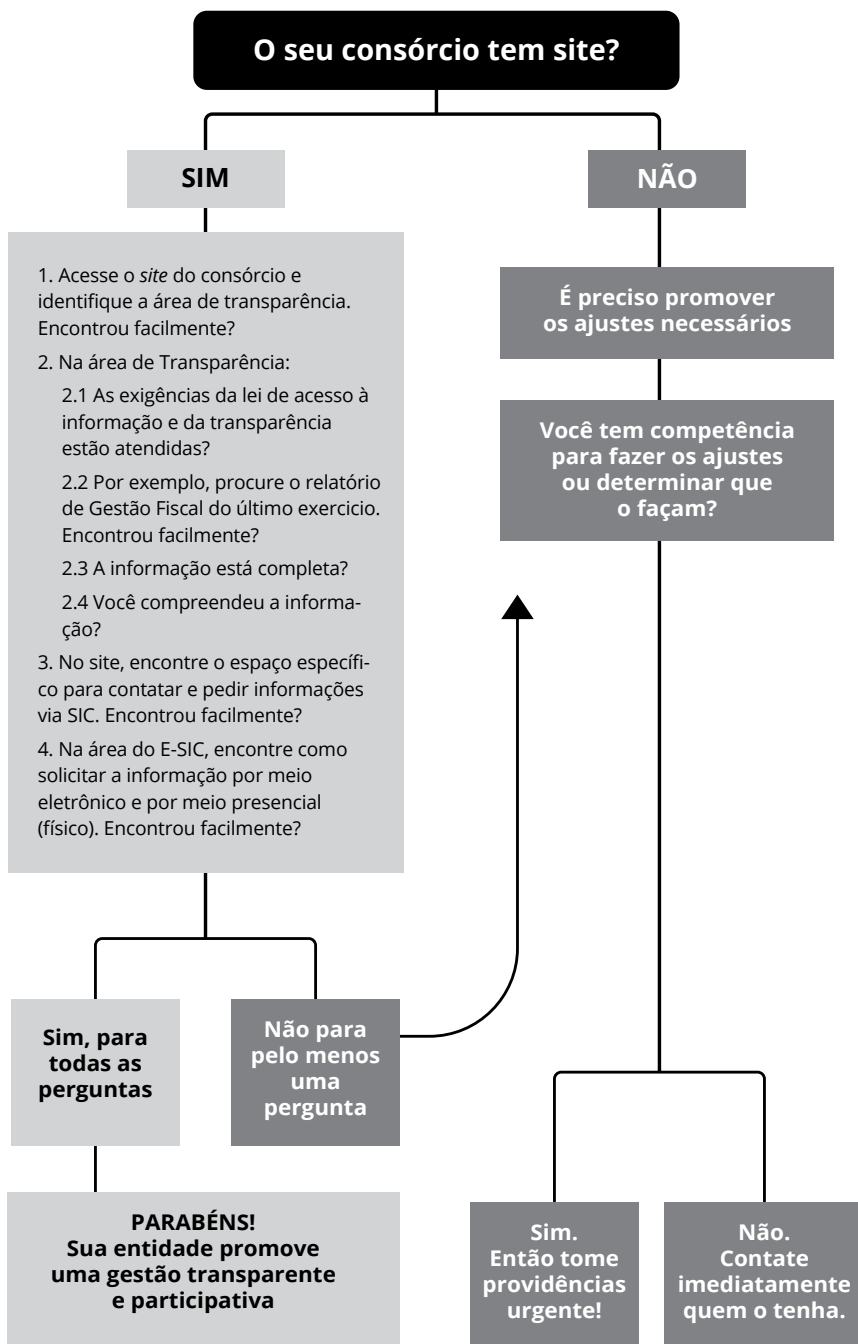 O seu consórcio tem site?
SIM
NÃO
1. Acesse o site do consórcio e
identifique a área de transparência.
Encontrou facilmente?
2. Na área de Transparência:
2.1 As exigências da lei de acesso à
informação e da transparência
estão atendidas?
2.2 Por exemplo, procure o relatório
de Gestão Fiscal do último exercicio.
Encontrou facilmente?
2.3 A informação está completa?
2.4 Você compreendeu a informa-
ção?
3. No site, encontre o espaço específi-
co para contatar e pedir informações
via SIC. Encontrou facilmente?
4. Na área do E-SIC, encontre como
solicitar a informação por meio
eletrônico e por meio presencial
(físico). Encontrou facilmente?
É preciso promover
os ajustes necessários
Você tem competência
para fazer os ajustes
ou determinar que
o façam?
Sim, para
todas as
perguntas
Não para
pelo menos
uma
pergunta
PARABÉNS!
Sua entidade promove
uma gestão transparente
e participativa
Sim.
Então tome
providências
urgente!
Não.
Contate
imediatamente
quem o tenha.